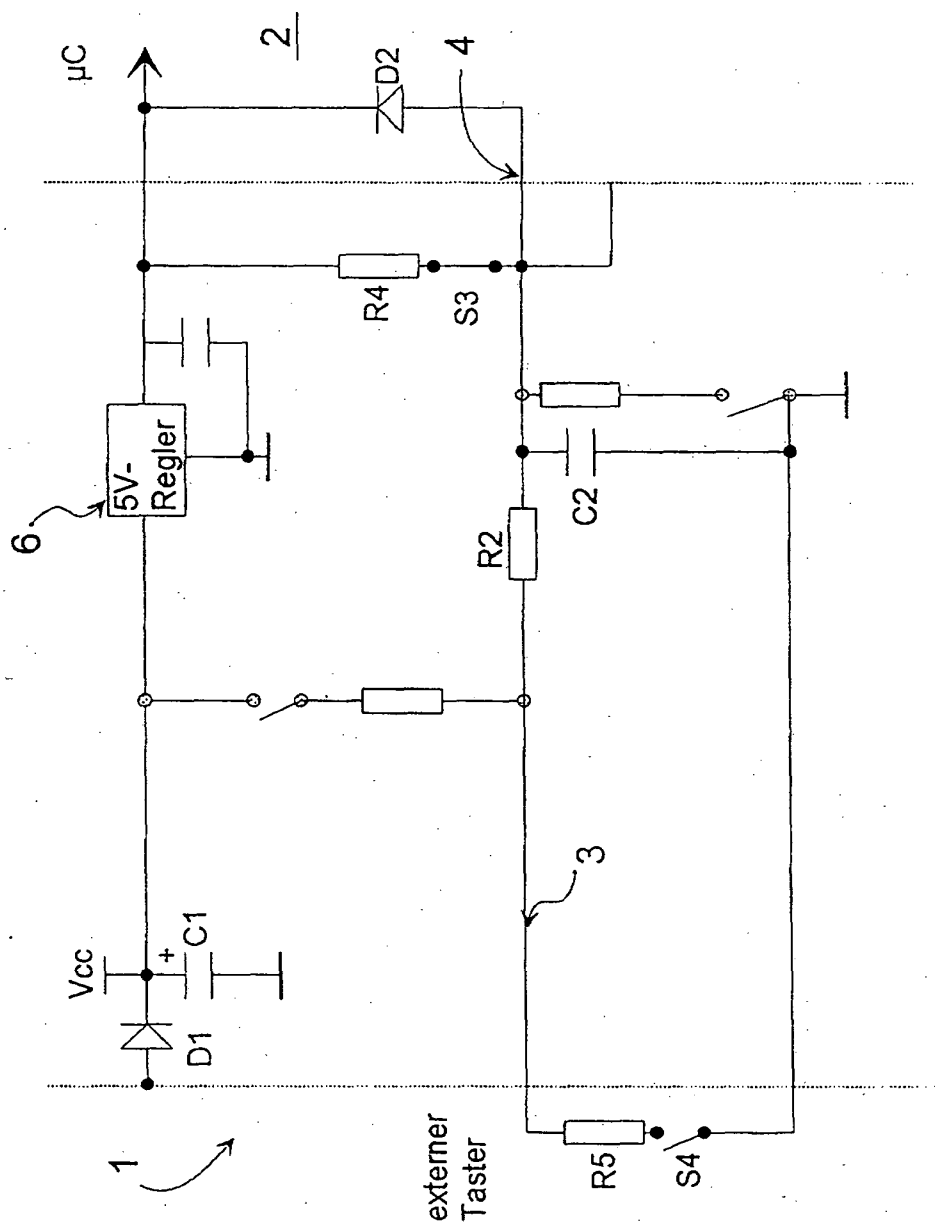 1
Vcc
+
C1
D1
6
5V-
Regler
µC
2
R4
S3
D2
4
R2
C2
3
externer
Taster
R5
S4